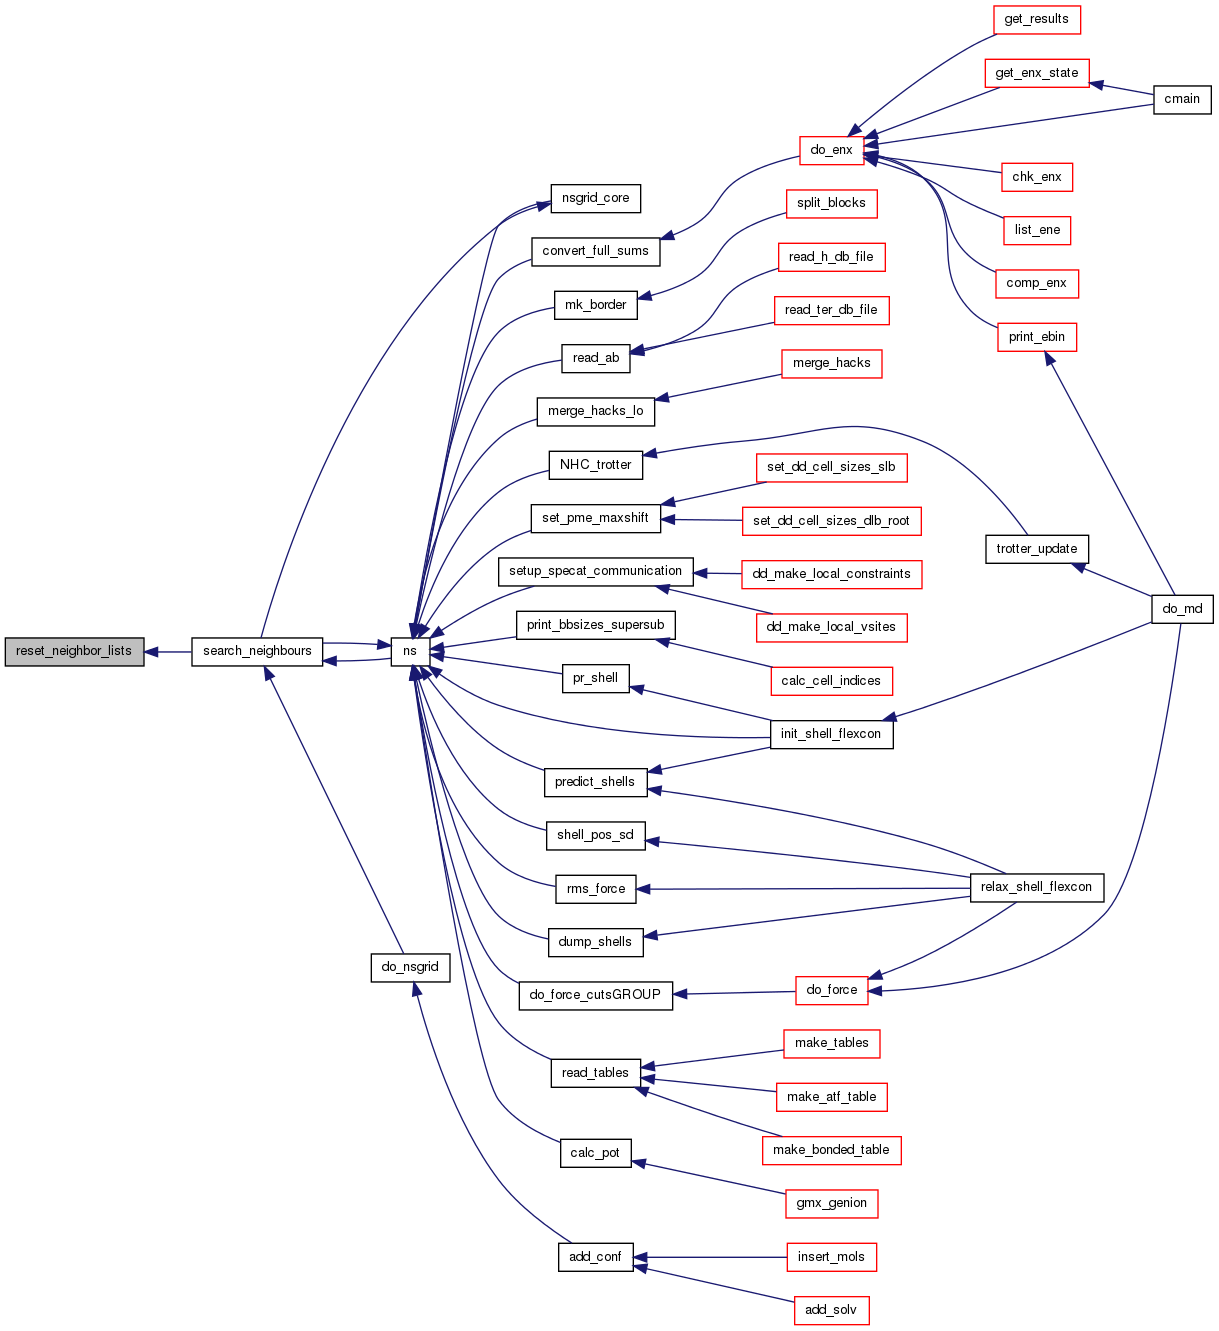 get_results
get_enx_state
cmain
do_enx
chk_enx
nsgrid_core
split_blocks
list_ene
convert_full_sums
read_h_db_file
comp_enx
mk_border
read_ter_db_file
print_ebin
read_ab
merge_hacks
merge_hacks_lo
NHC_trotter
set_dd_cell_sizes_slb
set_pme_maxshift
set_dd_cell_sizes_dlb_root
trotter_update
setup_specat_communication
dd_make_local_constraints
do_md
print_bbsizes_supersub
dd_make_local_vsites
reset_neighbor_lists
search_neighbours
ns
pr_shell
calc_cell_indices
init_shell_flexcon
predict_shells
shell_pos_sd
rms_force
relax_shell_flexcon
dump_shells
do_nsgrid
do_force_cutsGROUP
do_force
make_tables
read_tables
make_atf_table
calc_pot
make_bonded_table
gmx_genion
add_conf
insert_mols
add_solv